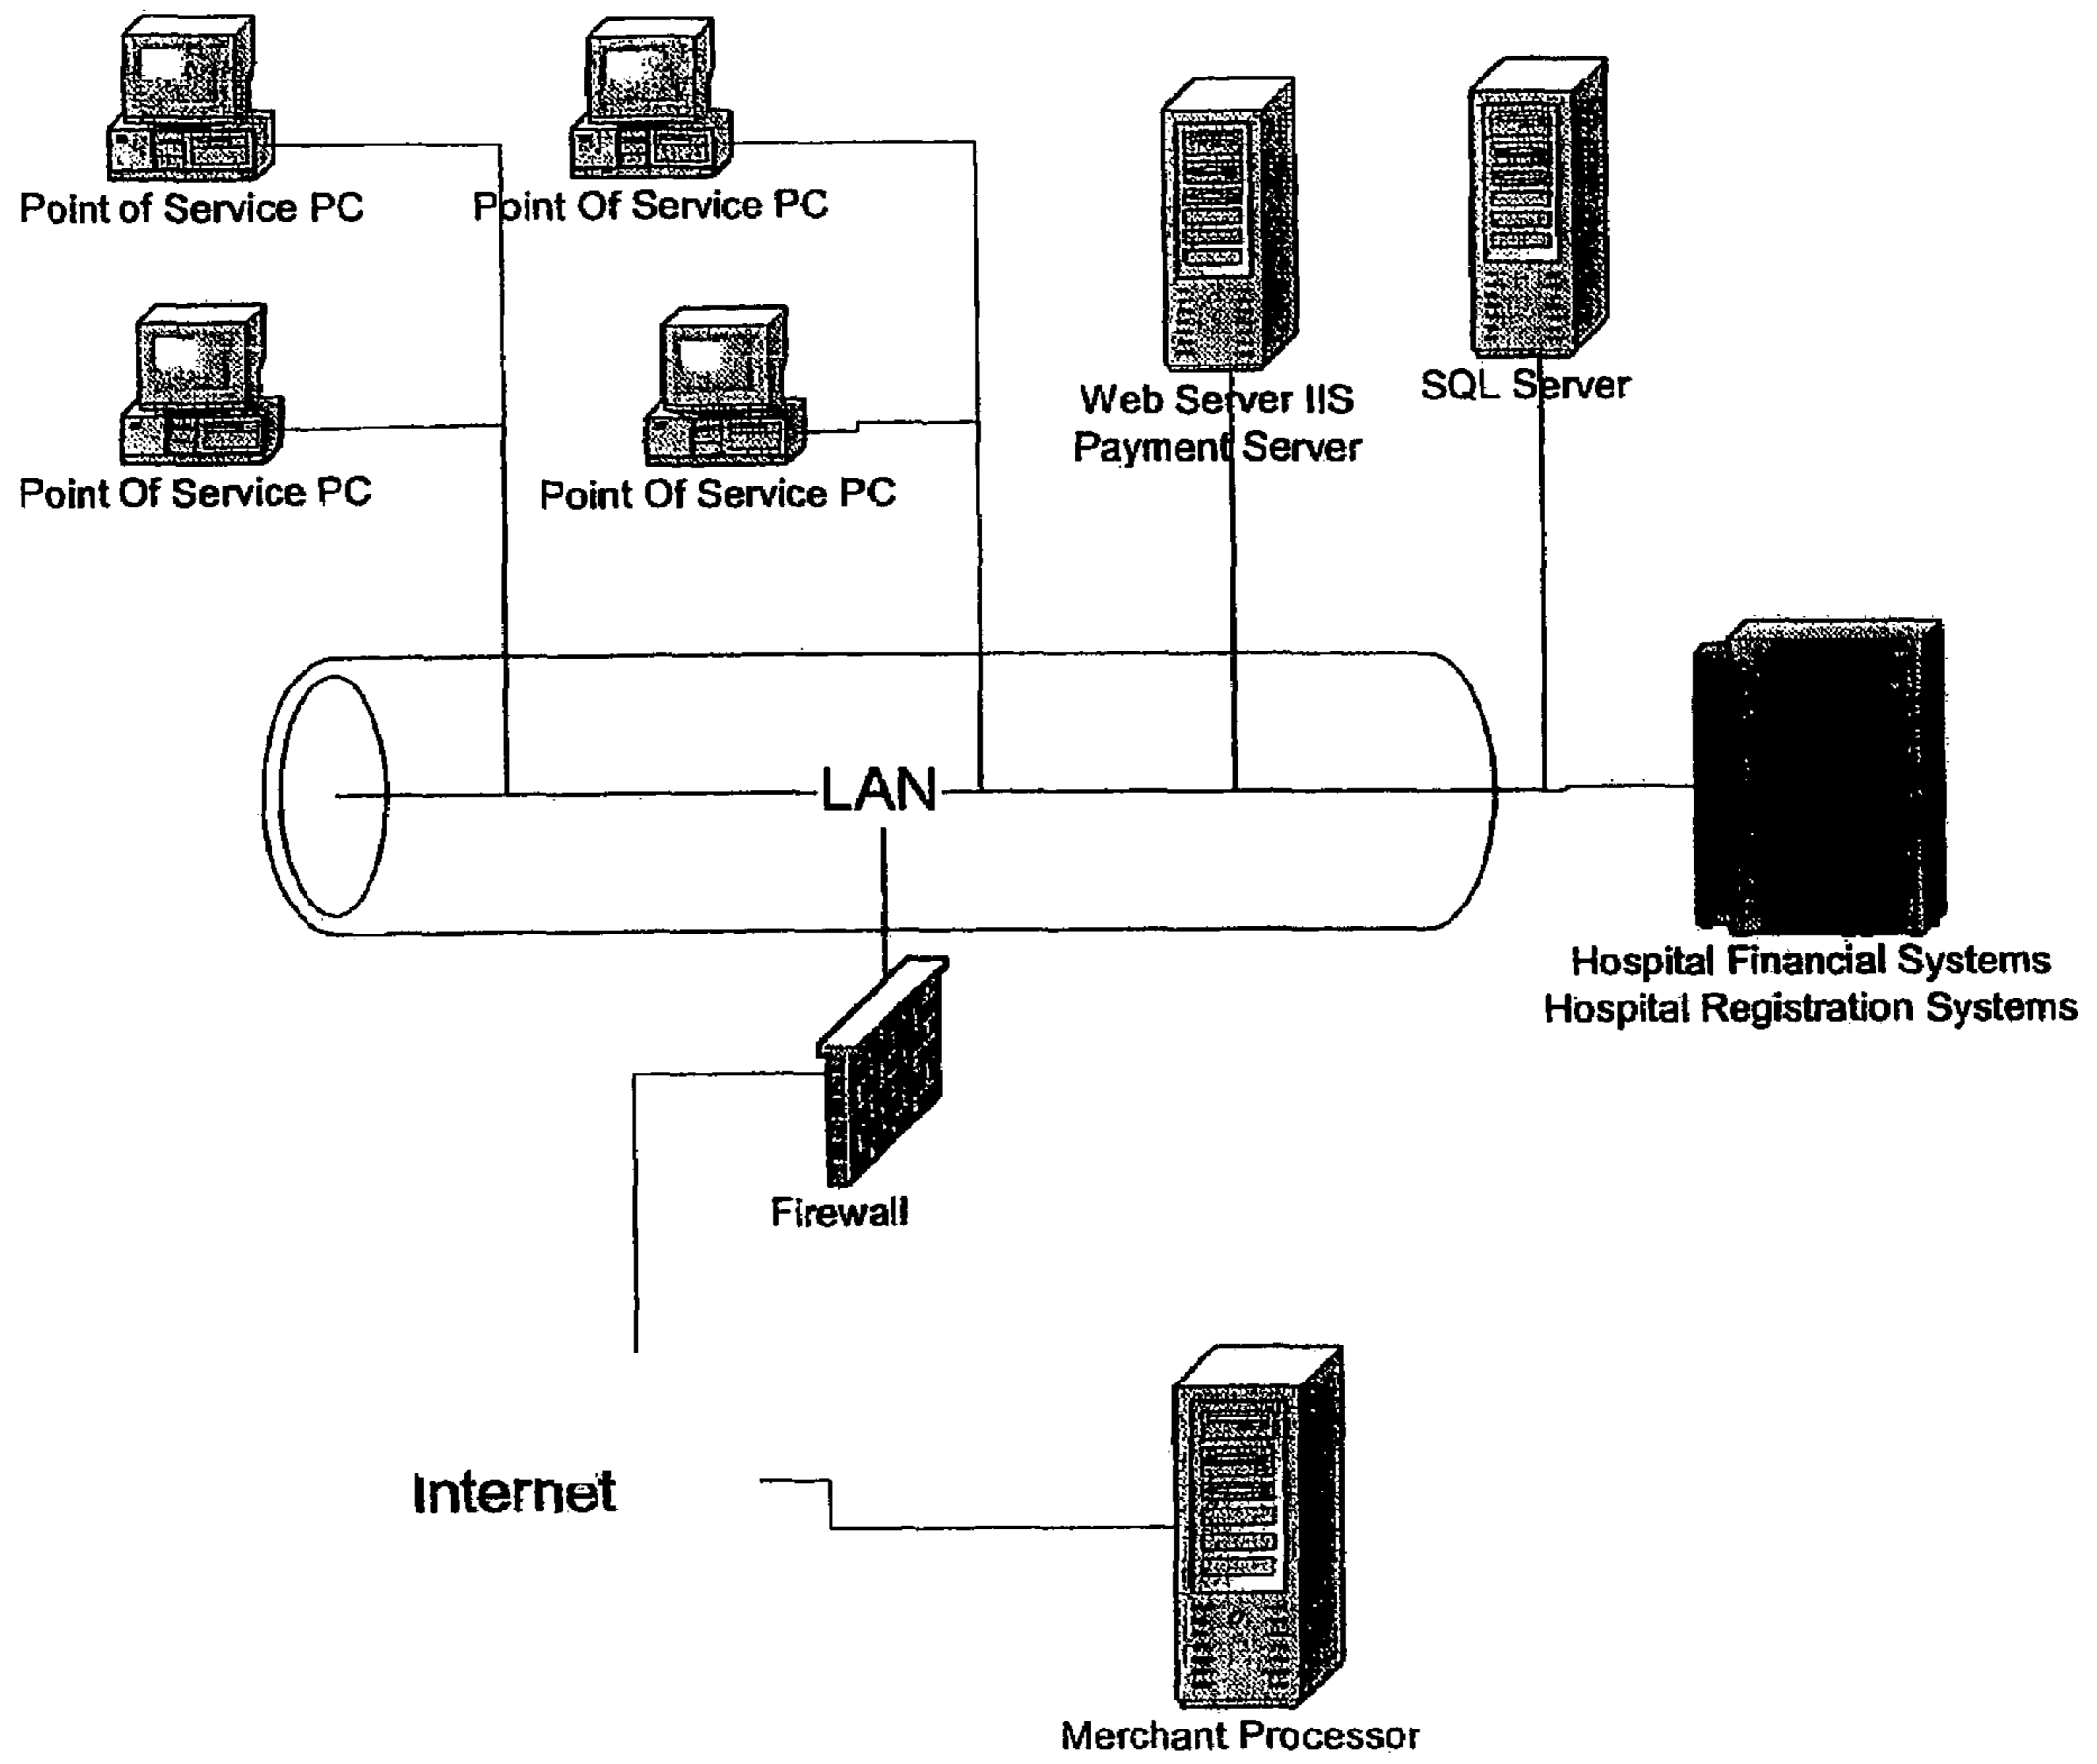 Point of Service PC
Point Of Service PC
Point Of Service PC
Point Of Service PC
Web Server IIS
Payment Server
SQL Server
LAN
Hospital Financial Systems
Hospital Registration Systems
Firewall
Internet
Merchant Processor